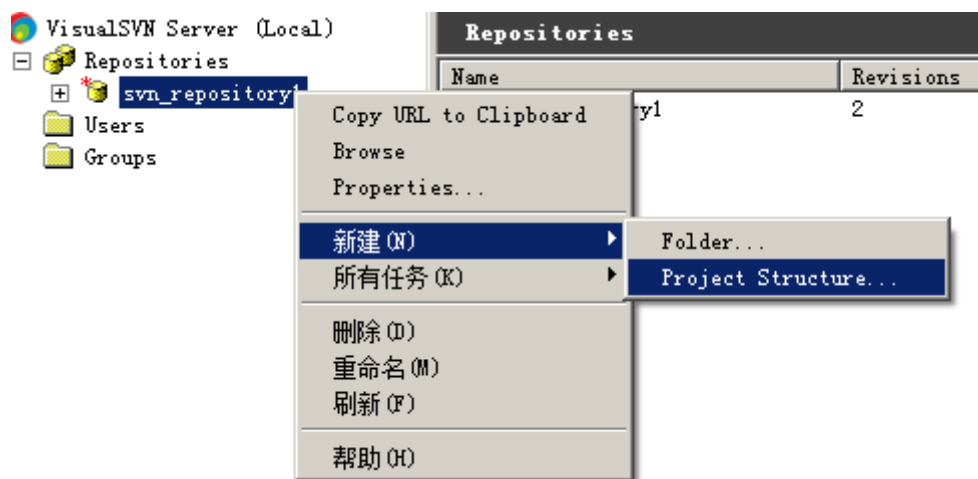 VisualSVN Server (Local)
Repositories
svn_repository1
Users
Groups
Repositories
Name
Revisions
ry1
2
Copy URL to Clipboard
Browse
Properties...
新建(N)
所有任务(K)
删除(D)
重命名(M)
刷新(F)
帮助(H)
Folder...
Project Structure...